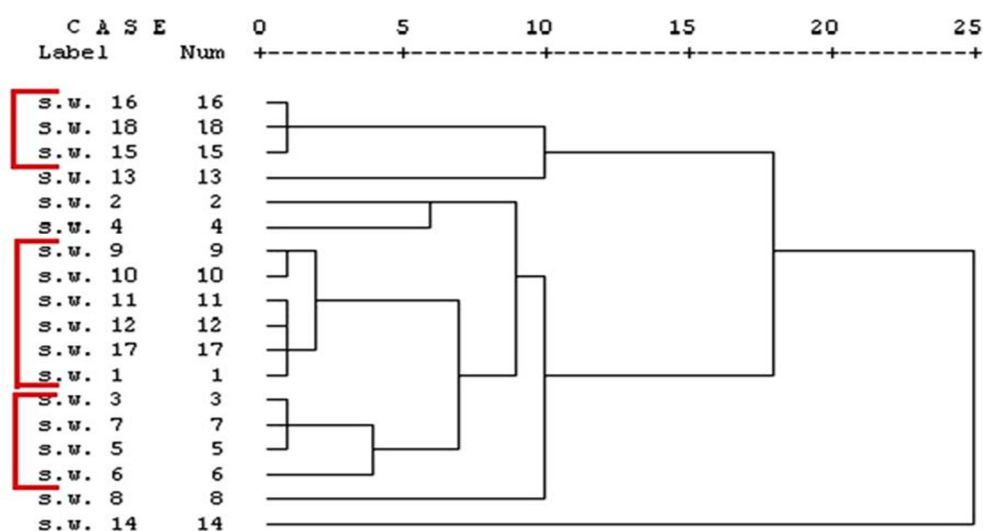 C A S E 0 5 10 15 20 25
Label Num +---------+---------+---------+---------+---------+
s.w. 16 16
s.w. 18 18
s.w. 15 15
s.w. 13 13
s.w. 2 2
s.w. 4 4
s.w. 9 9
s.w. 10 10
s.w. 11 11
s.w. 12 12
s.w. 17 17
s.w. 1 1
s.w. 3 3
s.w. 7 7
s.w. 5 5
s.w. 6 6
s.w. 8 8
s.w. 14 14